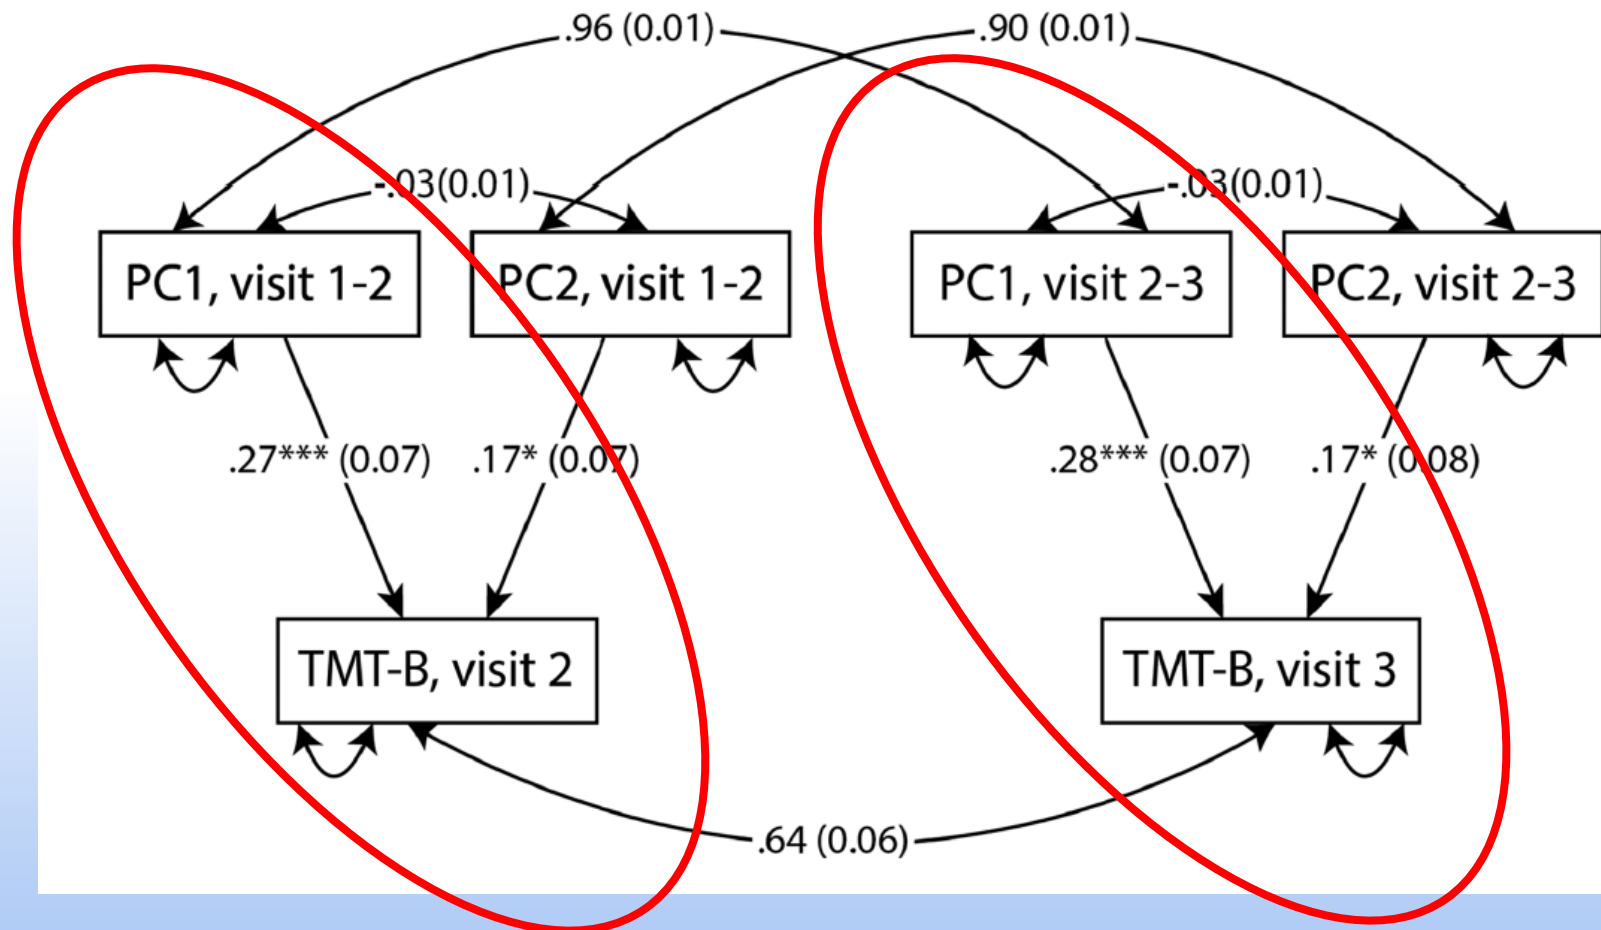 .96 (0.01) .90 (0.01)
-.03(0.01) -.03(0.01)
PC1, visit 1-2 PC2, visit 1-2 PC1, visit 2-3 PC2, visit 2-3
.27*** (0.07) .17* (0.07) .28*** (0.07) .17* (0.08)
TMT-B, visit 2 TMT-B, visit 3
.64 (0.06)